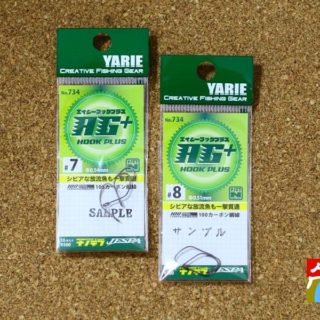 YARIE
CREATIVE FISHING GEAR
No.734
エイムーフックプラス
AG+
HOOK PLUS
#7
シビアな放流魚も一撃貫通
100カーボン鋼線
SAMPLE
JESPA
YARIE
CREATIVE FISHING GEAR
No.734
エイムーフックプラス
AG+
HOOK PLUS
#8
シビアな放流魚も一撃貫通
100カーボン鋼線
サンプル
JESPA